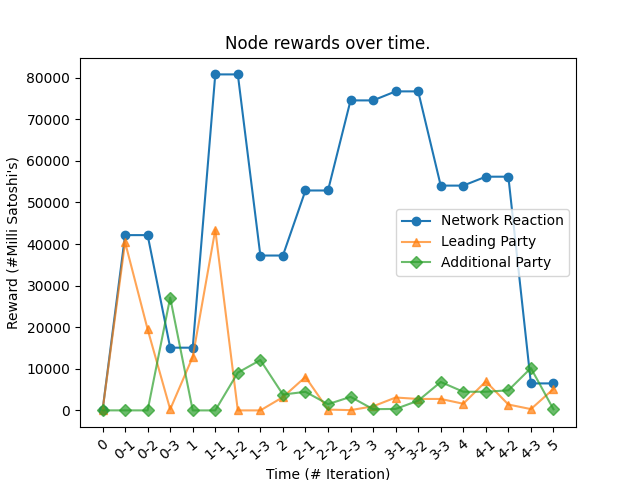 Node rewards over time.
Reward (#Milli Satoshi's)
80000
70000
60000
50000
40000
30000
20000
10000
0
Network Reaction
Leading Party
Additional Party
0 0-1 0-2 0-3 1 1-1 1-2 1-3 2 2-1 2-2 2-3 3 3-1 3-2 3-3 4 4-1 4-2 4-3 5
Time (# Iteration)